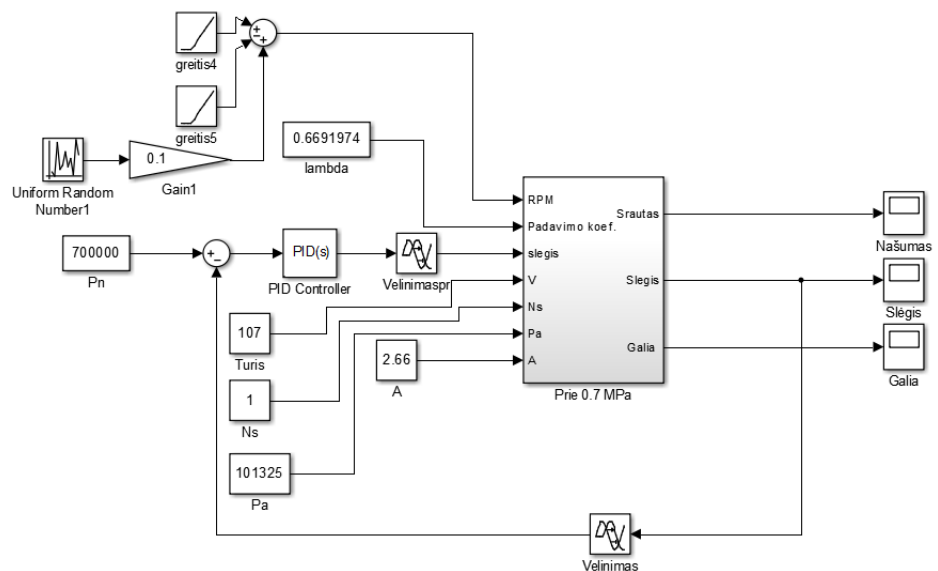 +
−
+
greitis4
greitis5
0.1
Gain1
Uniform Random
Number1
0.6691974
lambda
700000
Pn
+
−
PID(s)
PID Controller
Velinimaspr
107
Turis
1
Ns
101325
Pa
2.66
A
RPM
Padavimo koef.
slegis
V
Ns
Pa
A
Srautas
Slegis
Galia
Prie 0.7 MPa
Našumas
Slėgis
Galia
Velinimas